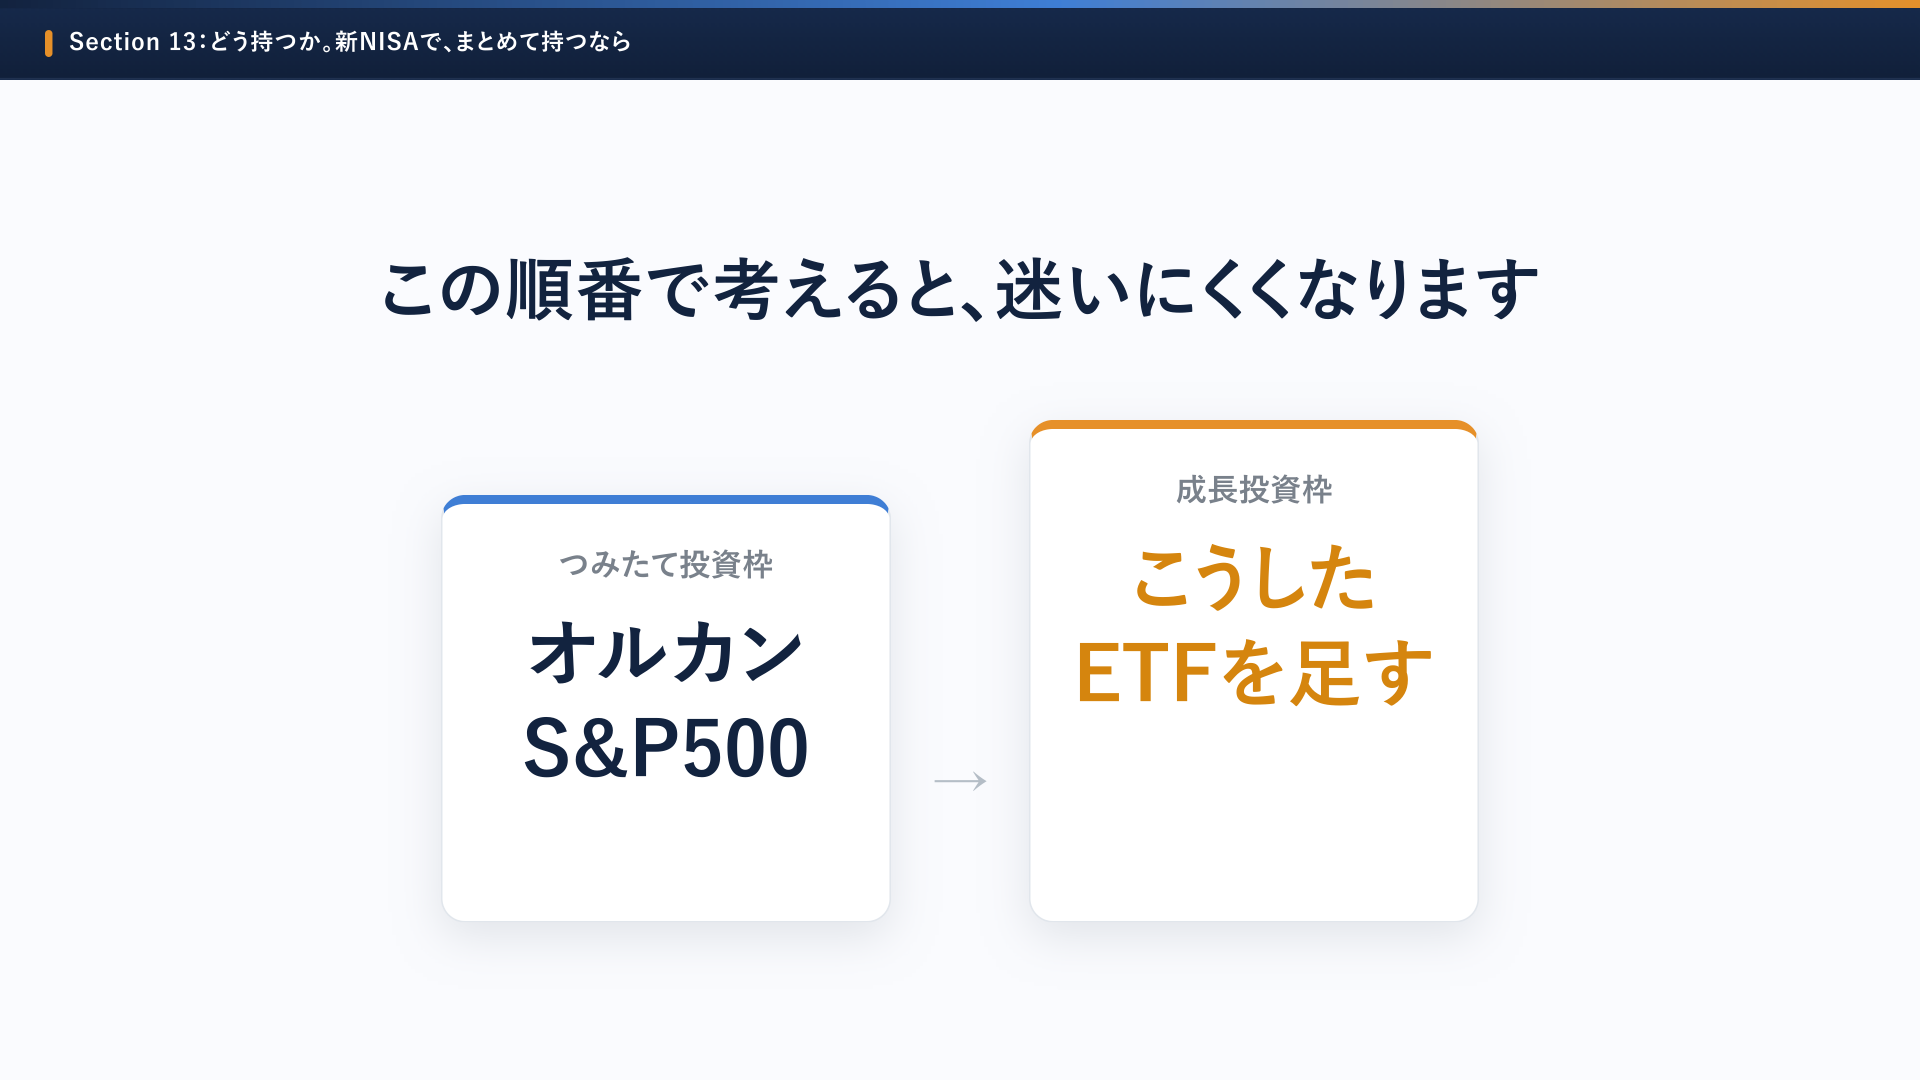 Section 13：どう持つか。新NISAで、まとめて持つなら
この順番で考えると、迷いにくくなります
つみたて投資枠
オルカン
S&P500
→
成長投資枠
こうした
ETFを足す